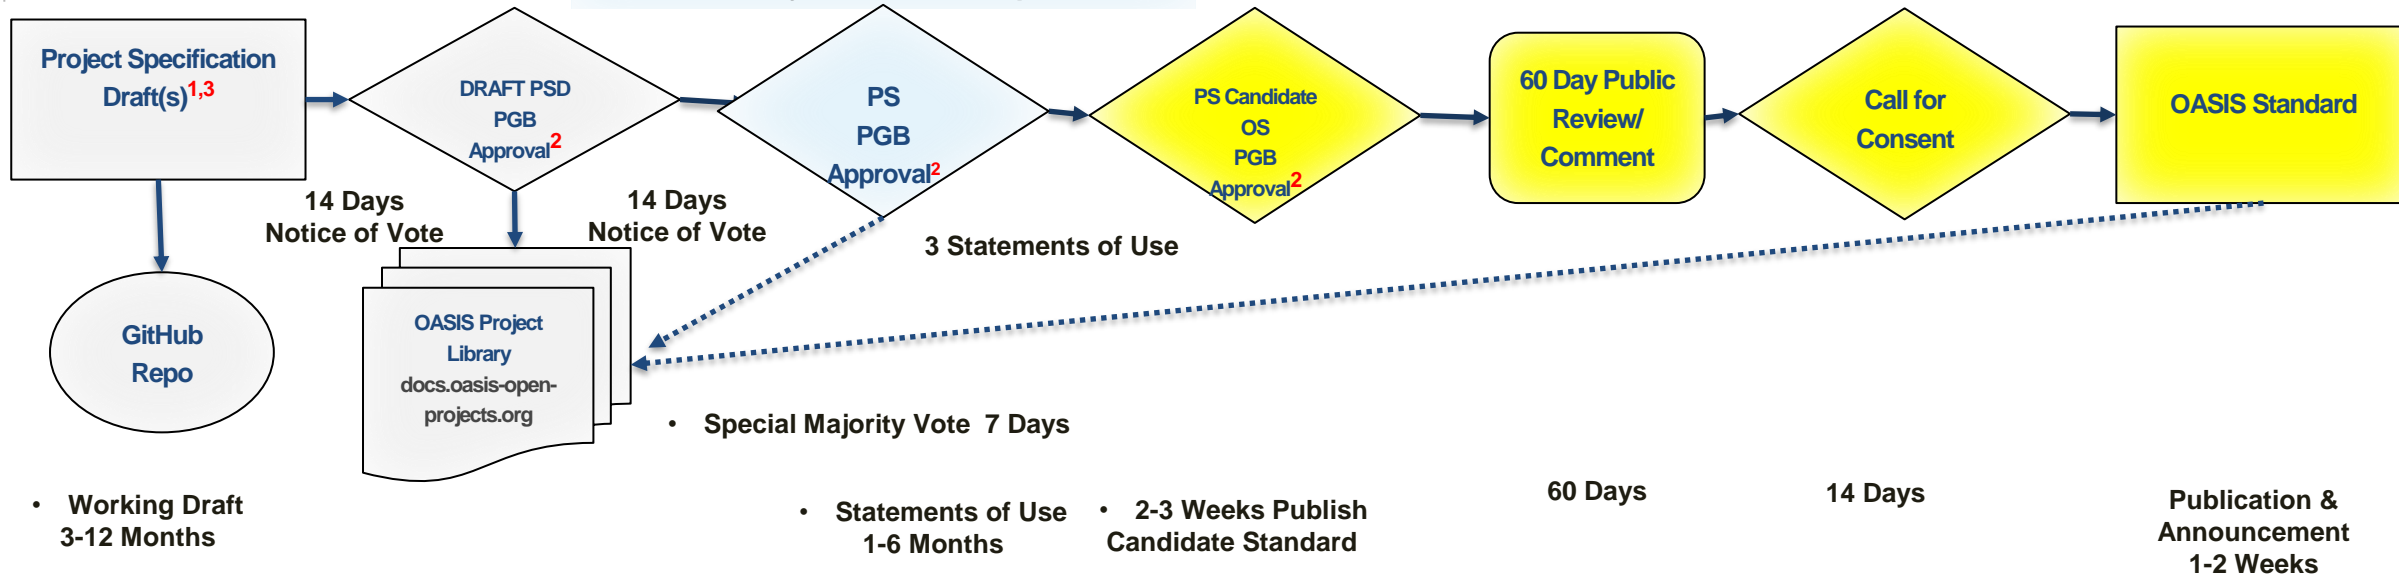 Project Specification
Draft(s)1,3
DRAFT PSD
PGB
Approval2
PS
PGB
Approval2
PS Candidate
OS
PGB
Approval2
60 Day Public
Review/
Comment
Call for
Consent
OASIS Standard
14 Days
Notice of Vote
14 Days
Notice of Vote
3 Statements of Use
GitHub
Repo
OASIS Project
Library
docs.oasis-open-
projects.org
• Special Majority Vote 7 Days
• Working Draft
3-12 Months
• Statements of Use
1-6 Months
• 2-3 Weeks Publish
Candidate Standard
60 Days
14 Days
Publication &
Announcement
1-2 Weeks